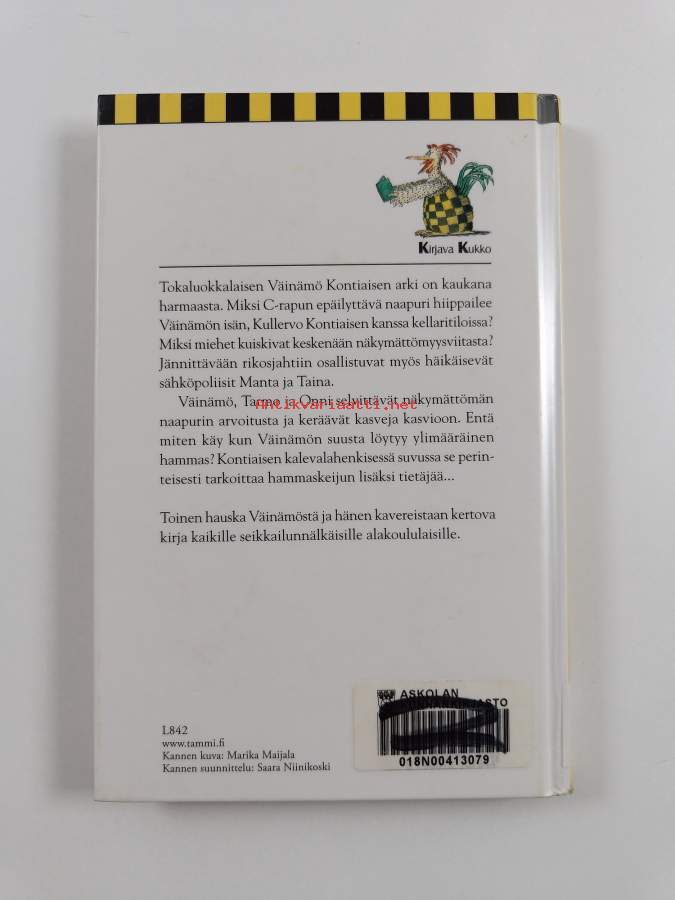 Kirjava Kukko
Tokaluokkalaisen Väinämö Kontiaisen arki on kaukana
harmaasta. Miksi C-rapun epäilyttävä naapuri hiippailee
Väinämön isän, Kullervo Kontiaisen kanssa kellaritiloissa?
Miksi miehet kuiskivat keskenään näkymättömyysviitasta?
Jännittävään rikosjahtiin osallistuvat myös häikäisevät
sähköpoliisit Manta ja Taina.
Väinämö, Tarmo ja Onni selvittävät näkymättömän
antikvariaatti.net
naapurin arvoitusta ja keräävät kasveja kasvioon. Entä
miten käy kun Väinämön suusta löytyy ylimääräinen
hammas? Kontiaisen kalevalahenkisessä suvussa se perin-
teisesti tarkoittaa hammaskeijun lisäksi tietäjää...
Toinen hauska Väinämöstä ja hänen kavereistaan kertova
kirja kaikille seikkailunnälkäisille alakoululaisille.
L842
www.tammi.fi
Kannen kuva: Marika Maijala
Kannen suunnittelu: Saara Niinikoski
ASKOLAN
018N00413079